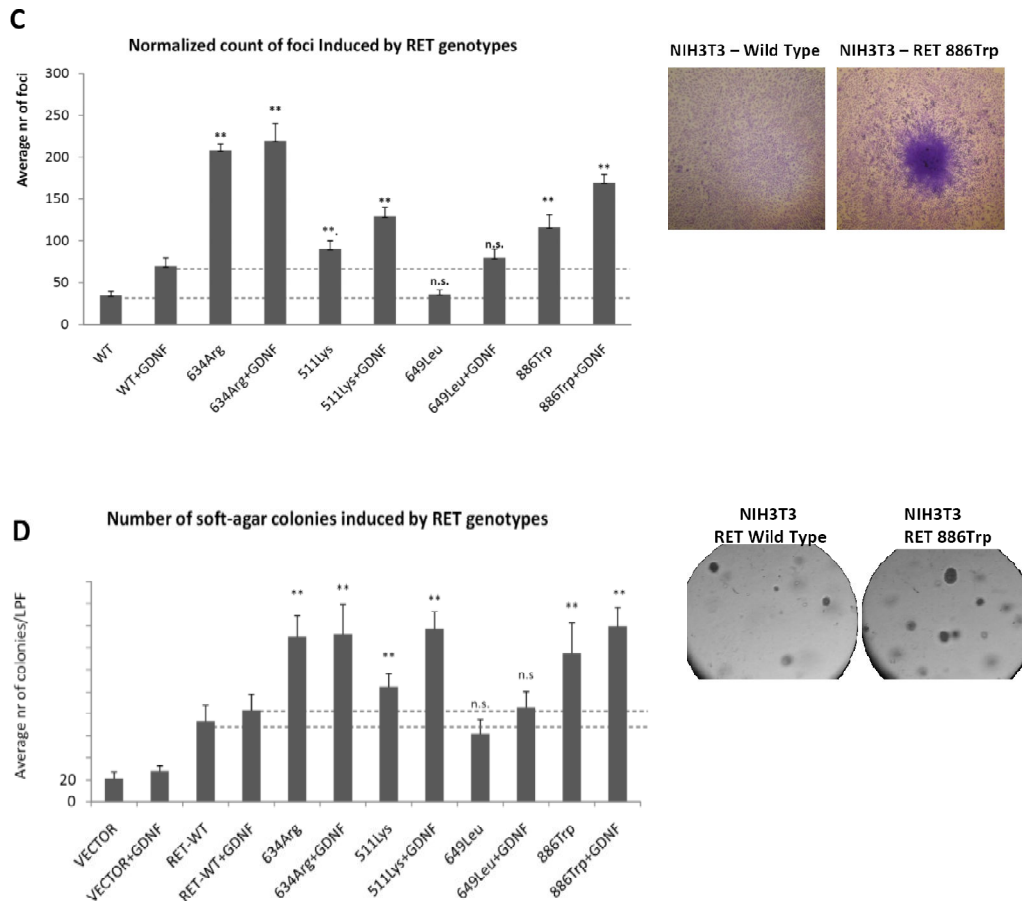 C
Normalized count of foci Induced by RET genotypes
NIH3T3 – Wild Type
NIH3T3 – RET 886Trp
Average nr of foci
300
250
200
150
100
50
0
**
**
**.
**
n.s.
n.s.
**
**
WT
WT+GDNF
634Arg
634Arg+GDNF
511Lys
511Lys+GDNF
649Leu
649Leu+GDNF
886Trp
886Trp+GDNF
D
Number of soft-agar colonies induced by RET genotypes
NIH3T3
RET Wild Type
NIH3T3
RET 886Trp
Average nr of colonies/LPF
20
0
**
**
**
**
n.s.
n.s
**
**
VECTOR
VECTOR+GDNF
RET-WT
RET-WT+GDNF
634Arg
634Arg+GDNF
511Lys
511Lys+GDNF
649Leu
649Leu+GDNF
886Trp
886Trp+GDNF